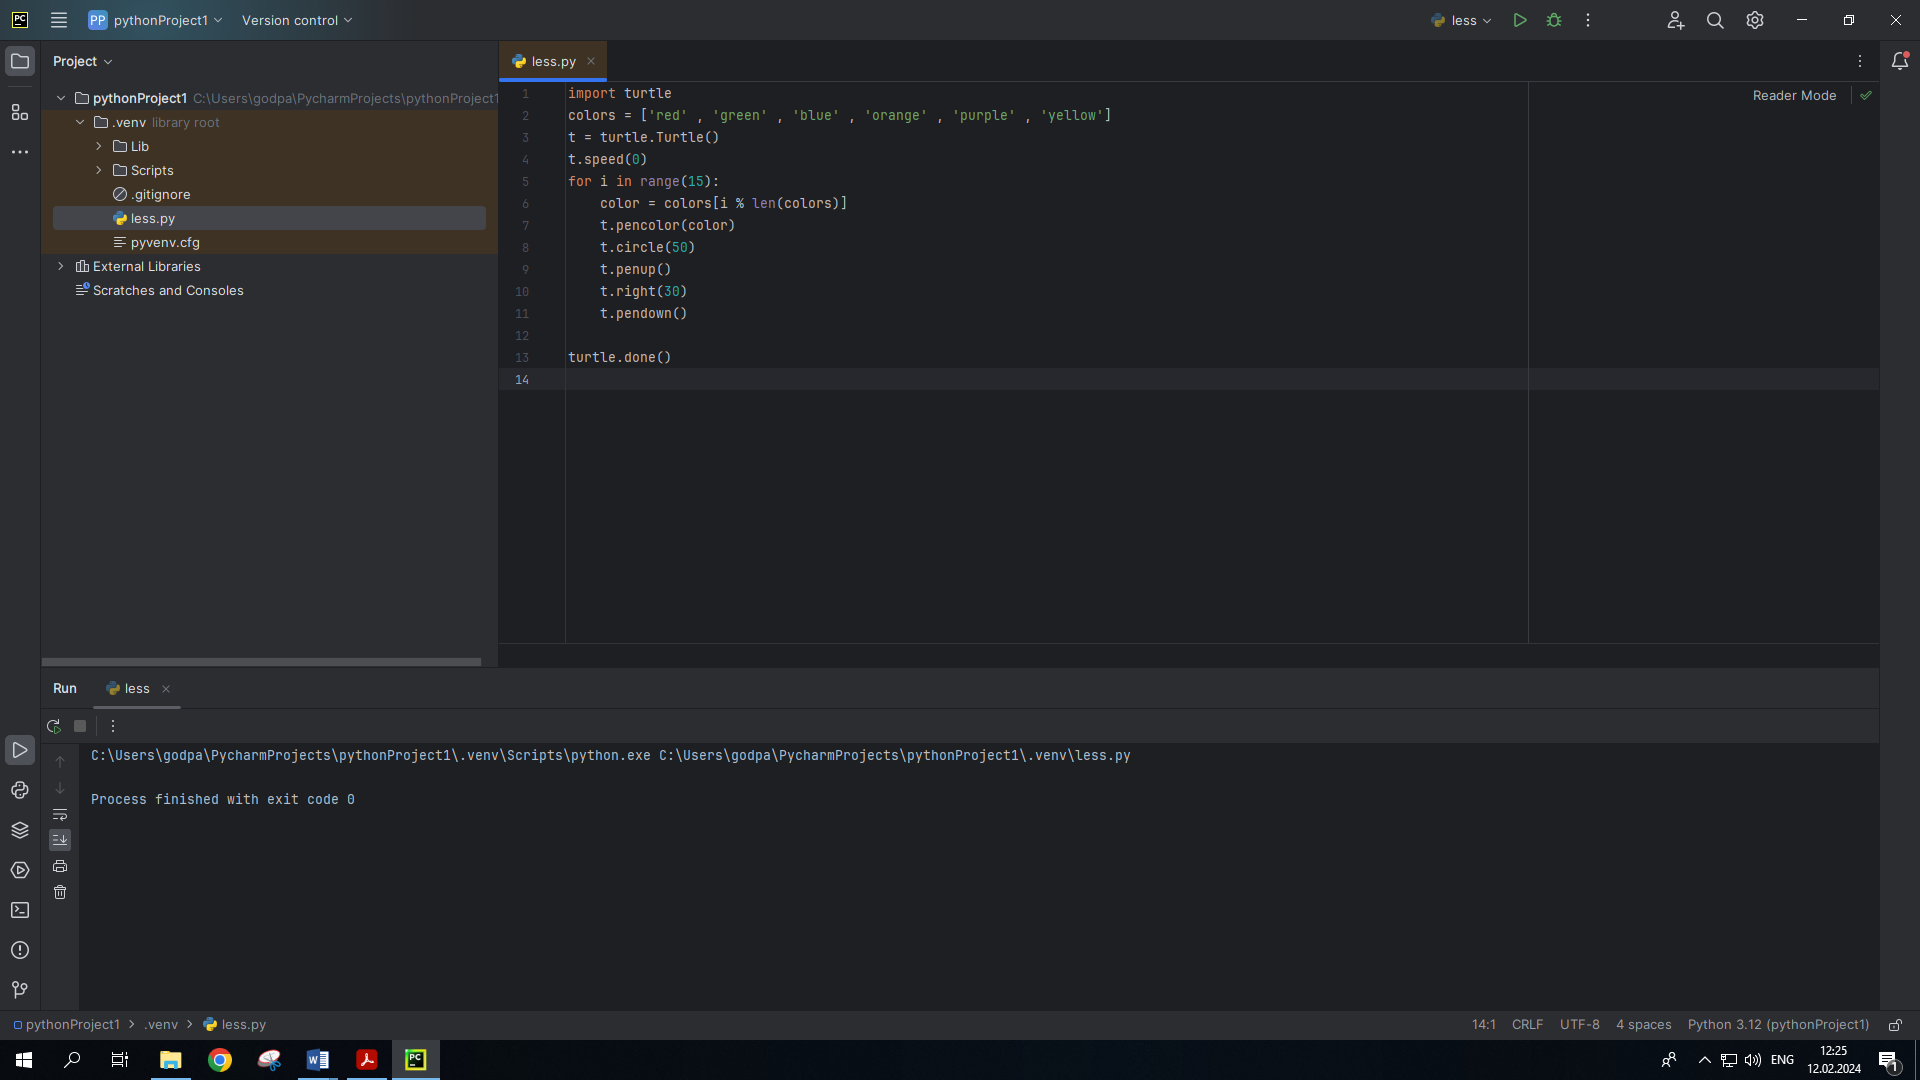 PC
PP pythonProject1 Version control less
Project
less.py
pythonProject1 C:\Users\godpa\PycharmProjects\pythonProject1
.venv library root
Lib
Scripts
.gitignore
less.py
pyvenv.cfg
External Libraries
Scratches and Consoles
Reader Mode
1 import turtle
2 colors = ['red' , 'green' , 'blue' , 'orange' , 'purple' , 'yellow']
3 t = turtle.Turtle()
4 t.speed(0)
5 for i in range(15):
6 color = colors[i % len(colors)]
7 t.pencolor(color)
8 t.circle(50)
9 t.penup()
10 t.right(30)
11 t.pendown()
12
13 turtle.done()
14
Run less
C:\Users\godpa\PycharmProjects\pythonProject1\.venv\Scripts\python.exe C:\Users\godpa\PycharmProjects\pythonProject1\.venv\less.py
Process finished with exit code 0
pythonProject1 > .venv > less.py
14:1 CRLF UTF-8 4 spaces Python 3.12 (pythonProject1)
W
PC
ENG
12:25
12.02.2024
1